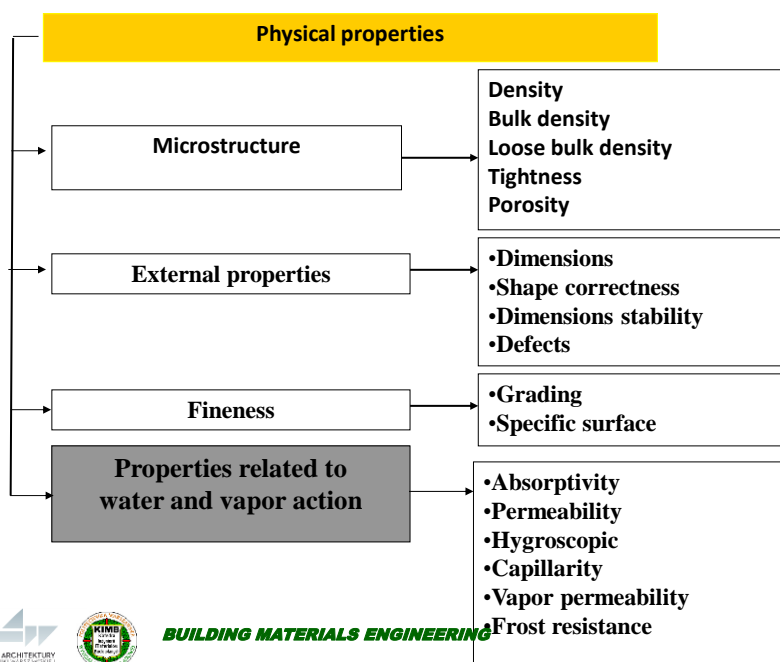 Physical properties
Microstructure
Density
Bulk density
Loose bulk density
Tightness
Porosity
External properties
•Dimensions
•Shape correctness
•Dimensions stability
•Defects
Fineness
•Grading
•Specific surface
Properties related to
water and vapor action
•Absorptivity
•Permeability
•Hygroscopic
•Capillarity
•Vapor permeability
•Frost resistance
ARCHITEKTURY
KIMB
BUILDING MATERIALS ENGINEERING